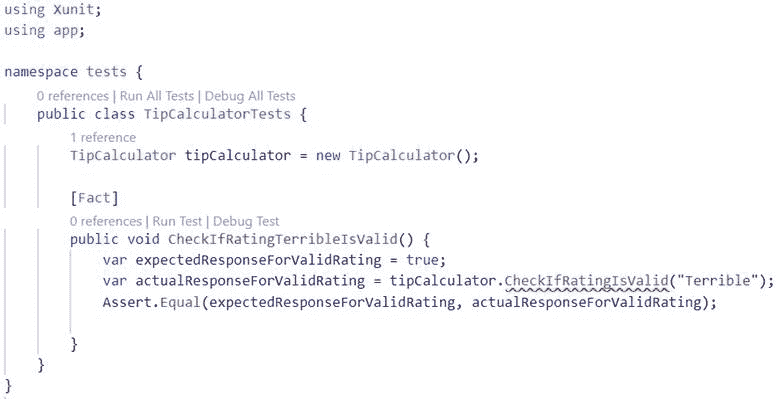 using Xunit;
using app;
namespace tests {
0 references | Run All Tests | Debug All Tests
public class TipCalculatorTests {
1 reference
TipCalculator tipCalculator = new TipCalculator();
[Fact]
0 references | Run Test | Debug Test
public void CheckIfRatingTerribleIsValid() {
var expectedResponseForValidRating = true;
var actualResponseForValidRating = tipCalculator.CheckIfRatingIsValid("Terrible");
Assert.Equal(expectedResponseForValidRating, actualResponseForValidRating);
}
}
}